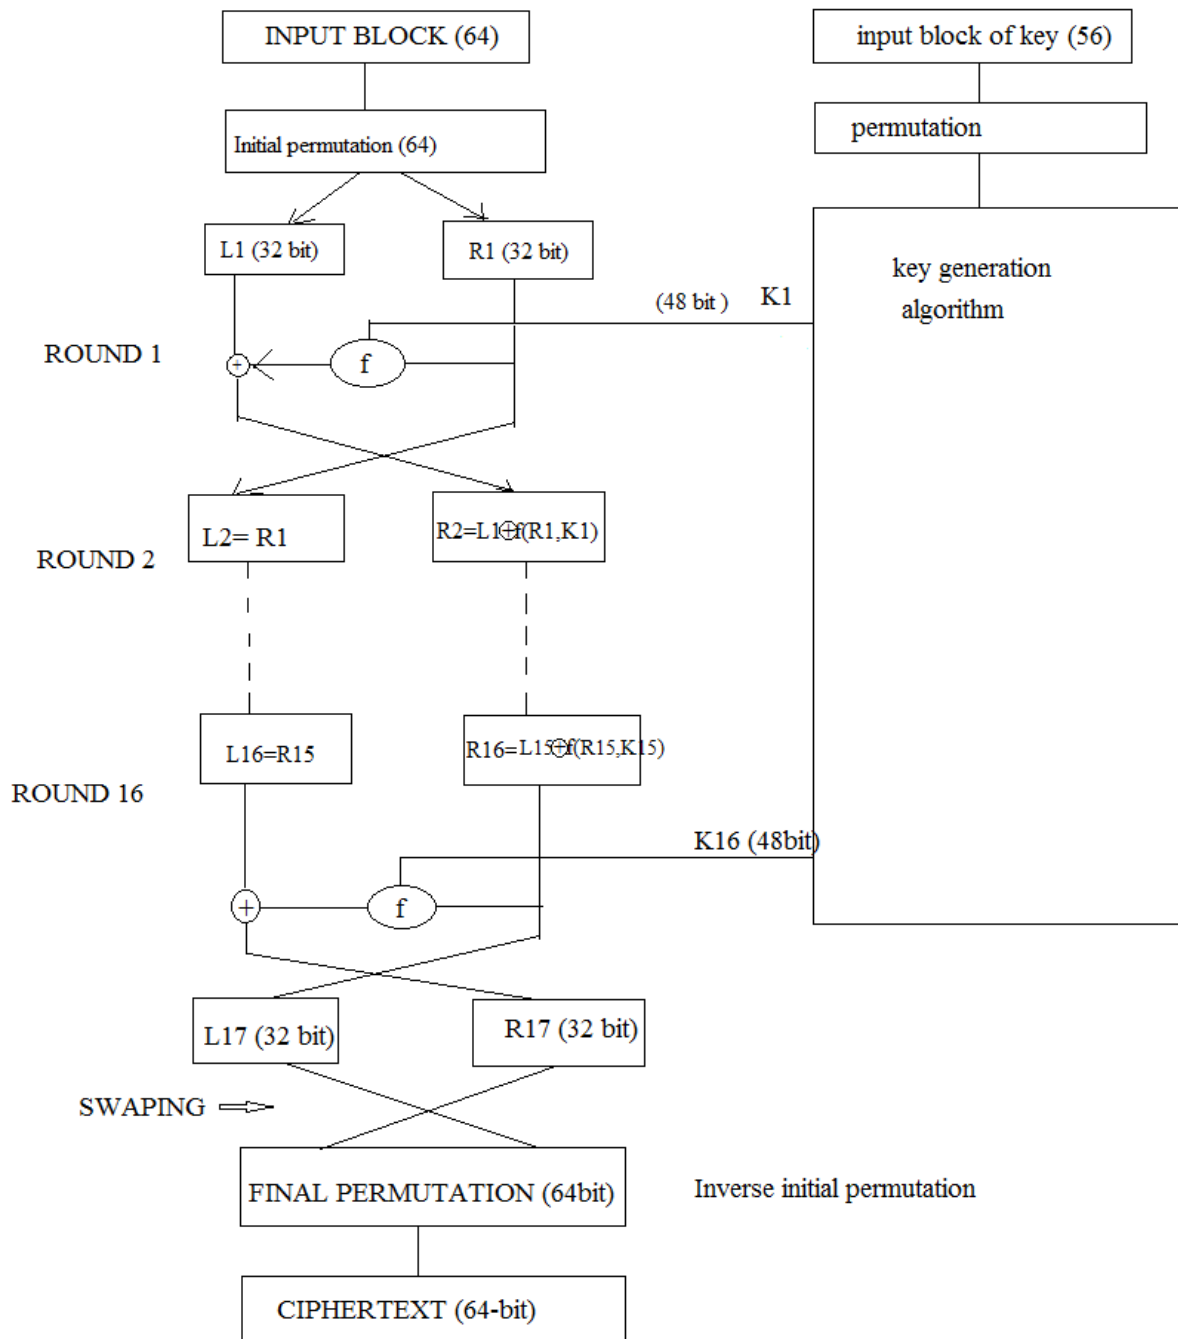 INPUT BLOCK (64)
input block of key (56)
Initial permutation (64)
permutation
L1 (32 bit)
R1 (32 bit)
key generation
algorithm
(48 bit )
K1
ROUND 1
+
f
L2= R1
R2=L1⊕f(R1,K1)
ROUND 2
L16=R15
R16=L15⊕f(R15,K15)
ROUND 16
K16 (48bit)
+
f
L17 (32 bit)
R17 (32 bit)
SWAPING
FINAL PERMUTATION (64bit)
Inverse initial permutation
CIPHERTEXT (64-bit)